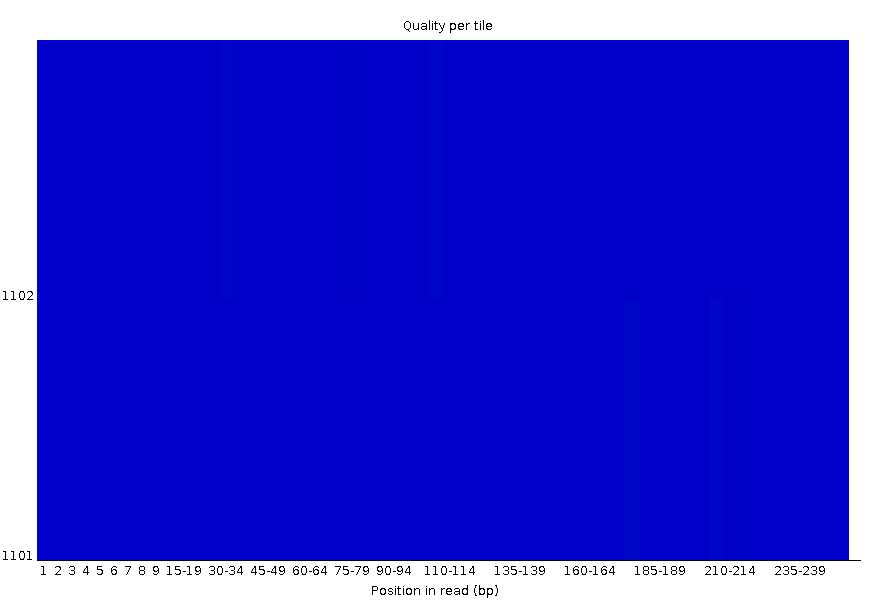 Quality per tile
1102
1101
1 2 3 4 5 6 7 8 9 15-19 30-34 45-49 60-64 75-79 90-94 110-114 135-139 160-164 185-189 210-214 235-239
Position in read (bp)